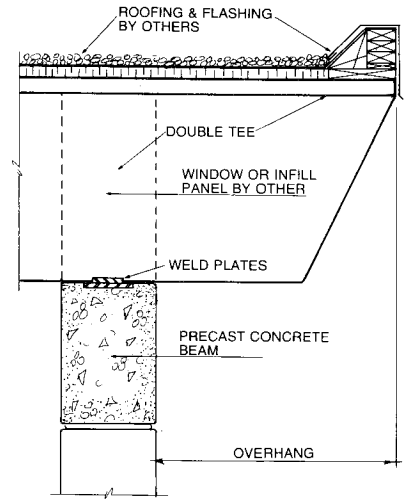 ROOFING & FLASHING
BY OTHERS
DOUBLE TEE
WINDOW OR INFILL
PANEL BY OTHER
WELD PLATES
PRECAST CONCRETE
BEAM
OVERHANG